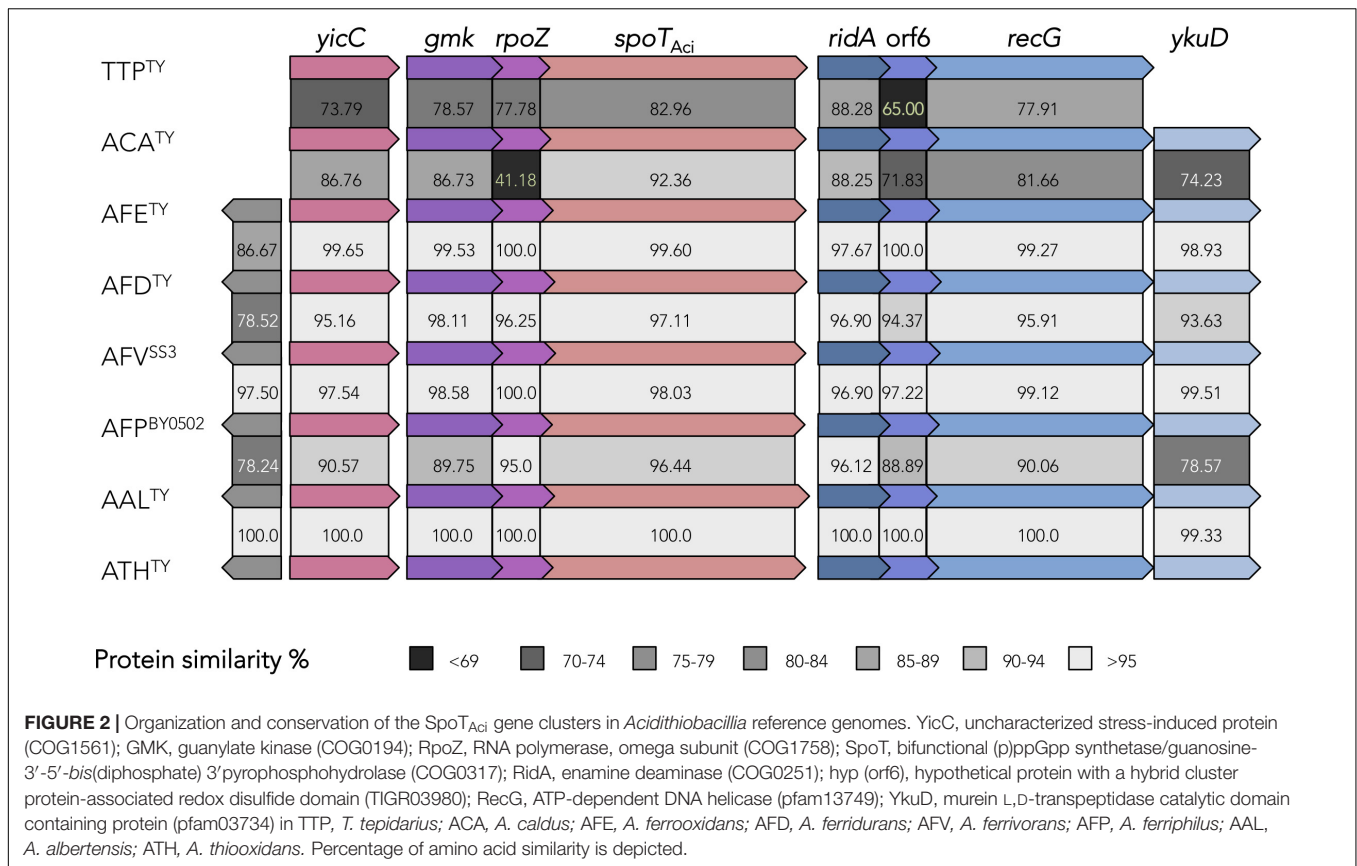 yicC gmk rpoZ spoTAci ridA orf6 recG ykuD
TTPTY
73.79 78.57 77.78 82.96 88.28 65.00 77.91
ACATY
86.76 86.73 41.18 92.36 88.25 71.83 81.66 74.23
AFETY
86.67 99.65 99.53 100.0 99.60 97.67 100.0 99.27 98.93
AFDTY
78.52 95.16 98.11 96.25 97.11 96.90 94.37 95.91 93.63
AFVSS3
97.50 97.54 98.58 100.0 98.03 96.90 97.22 99.12 99.51
AFPBY0502
78.24 90.57 89.75 95.0 96.44 96.12 88.89 90.06 78.57
AALTY
100.0 100.0 100.0 100.0 100.0 100.0 100.0 100.0 99.33
ATHTY
Protein similarity % <69 70-74 75-79 80-84 85-89 90-94 >95
FIGURE 2 | Organization and conservation of the SpoTAci gene clusters in Acidithiobacillia reference genomes. YicC, uncharacterized stress-induced protein
(COG1561); GMK, guanylate kinase (COG0194); RpoZ, RNA polymerase, omega subunit (COG1758); SpoT, bifunctional (p)ppGpp synthetase/guanosine-
3′-5′-bis(diphosphate) 3′pyrophosphohydrolase (COG0317); RidA, enamine deaminase (COG0251); hyp (orf6), hypothetical protein with a hybrid cluster
protein-associated redox disulfide domain (TIGR03980); RecG, ATP-dependent DNA helicase (pfam13749); YkuD, murein L,D-transpeptidase catalytic domain
containing protein (pfam03734) in TTP, T. tepidarius; ACA, A. caldus; AFE, A. ferrooxidans; AFD, A. ferridurans; AFV, A. ferrivorans; AFP, A. ferriphilus; AAL,
A. albertensis; ATH, A. thiooxidans. Percentage of amino acid similarity is depicted.